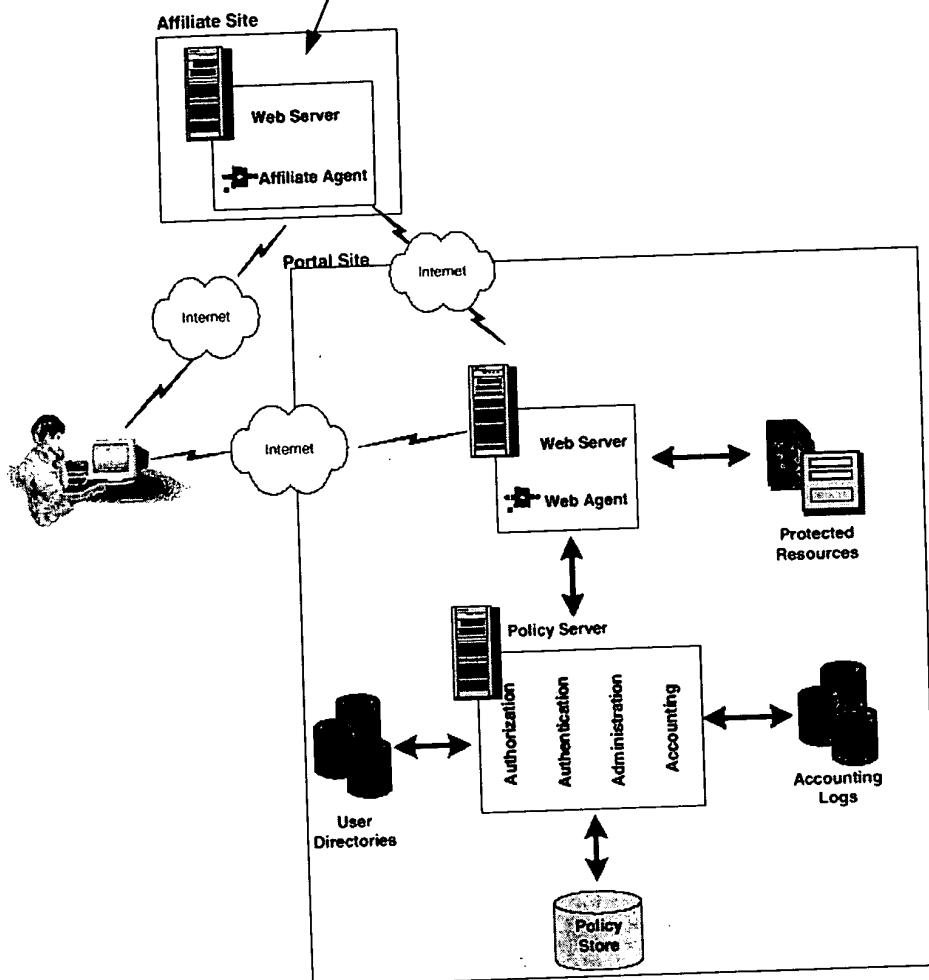 Affiliate Site
Web Server
Affiliate Agent
Portal Site
Internet
Internet
Internet
Web Server
Web Agent
Protected
Resources
Policy Server
Authorization
Authentication
Administration
Accounting
User
Directories
Accounting
Logs
Policy
Store